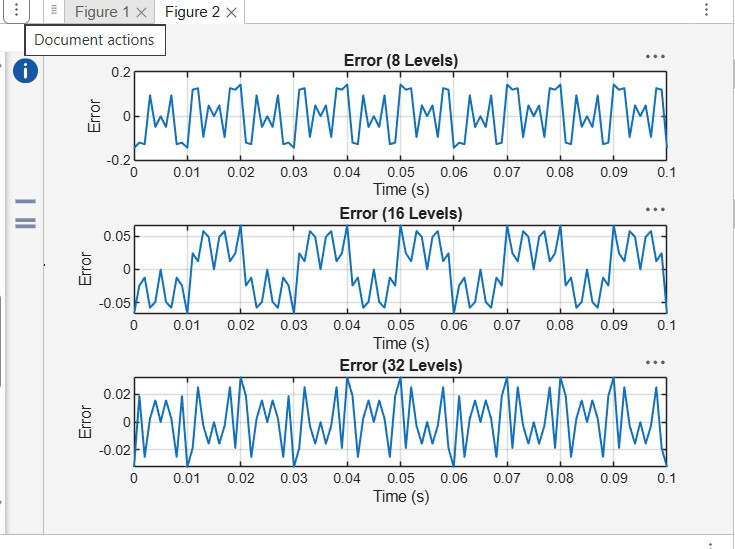 Figure 1 × Figure 2 ×
Document actions
Error (8 Levels)
0.2
0
-0.2
Error
0 0.01 0.02 0.03 0.04 0.05 0.06 0.07 0.08 0.09 0.1
Time (s)
Error (16 Levels)
0.05
0
-0.05
Error
0 0.01 0.02 0.03 0.04 0.05 0.06 0.07 0.08 0.09 0.1
Time (s)
Error (32 Levels)
0.02
0
-0.02
Error
0 0.01 0.02 0.03 0.04 0.05 0.06 0.07 0.08 0.09 0.1
Time (s)